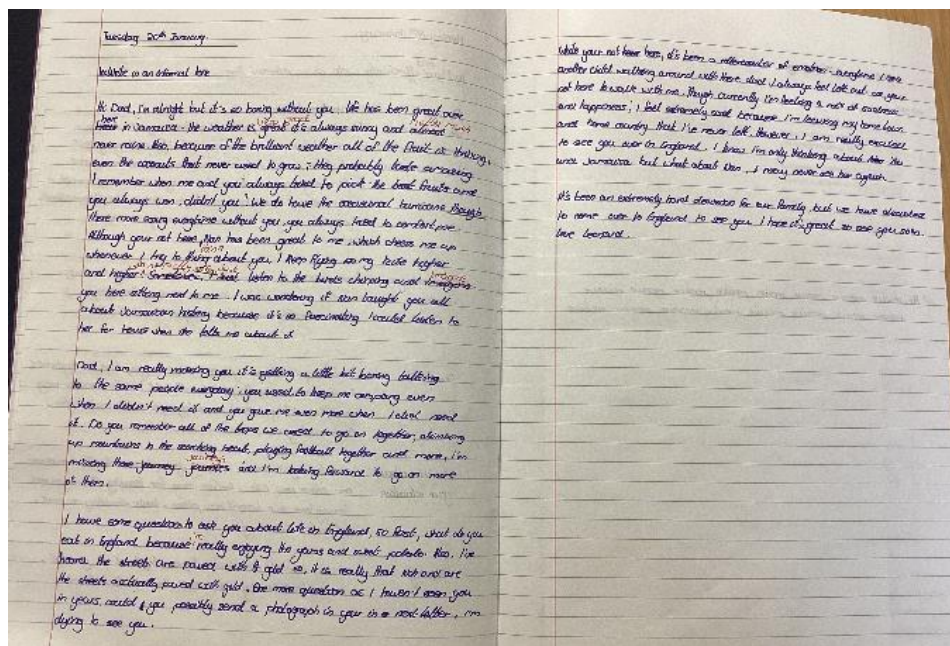 Tuesday 20th January.
to write in an informal tone
Hi Dad, I'm alright but it's so boring without you. Life has been great over
here in Jamaica. The weather is great it's always sunny and almost
never rains. Also, because of the brilliant weather all of the fruit is thriving,
even the coconuts that never used to grow; they probably taste amazing.
I remember when me and you always tried to pick the best fruits and
you always won, didn't you! We do have the occasional hurricane though
there more scary everytime without you, you always tried to comfort me.
Although your not here, Nan has been great to me, which cheers me up
whenever I try to thing about you, I keep flying so my kite higher
and higher. Sometimes, I listen to the birds chirping and imagine
you here sitting next to me. I was wondering if Nan taught you all
about Jamaican history because it's so fascinating I could listen to
her for hours when she tells me about it
Dad, I am really missing you it's getting a little bit boring talking
to the same people everyday; you used to keep me company even
when I didn't need it and you give me even more when I did need
it. Do you remember all of the trips we used to go on together, climbing
up mountains in the scorching heat, playing football together and more, I'm
missing those journey journies and I'm looking forward to go on more
of them.
I have some questions to ask you about life in England, so first, what do you
eat in England because really enjoying the yams and sweet potato. Also, I've
heard the streets are paved with gold so, it is really that rich and are
the streets actually paved with gold. One more question as I haven't seen you
in years, could you possibly send a photograph in your in a next letter, I'm
dying to see you.
While your not here, it's been a rollercoaster of emotion everytime I see
another child walking around with there dad I always feel left out as your
not here to walk with me, though currently I'm feeling a mix of sadness
and happiness; I feel extremely sad because I'm leaving my home town
and home country that I've never left. However, I am really excited
to see you over in England. I know I'm only thinking about you
and Jamaica but what about Nan, I may never see her again
It's been an extremely hard decision for our family, but we have decided
to come over to England to see you. I hope it's great to see you soon.
love Leonard.